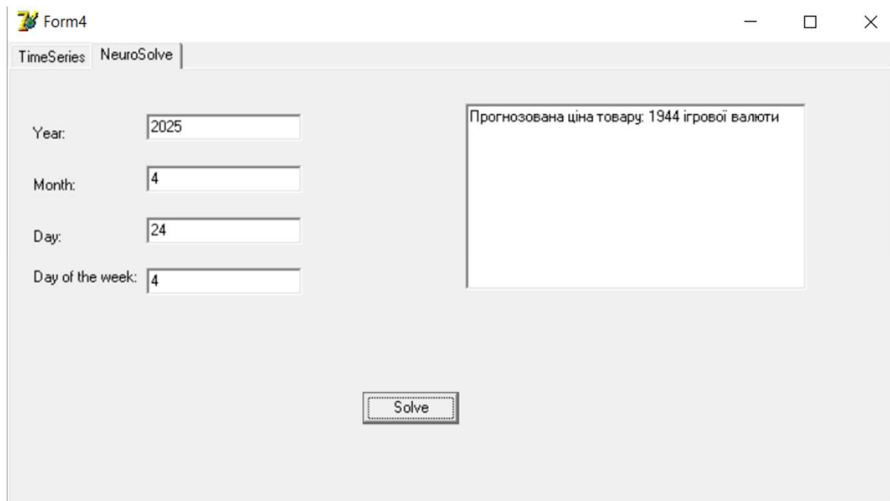 Form4
TimeSeries NeuroSolve
Year: 2025
Прогнозована ціна товару: 1944 ігрової валюти
Month: 4
Day: 24
Day of the week: 4
Solve